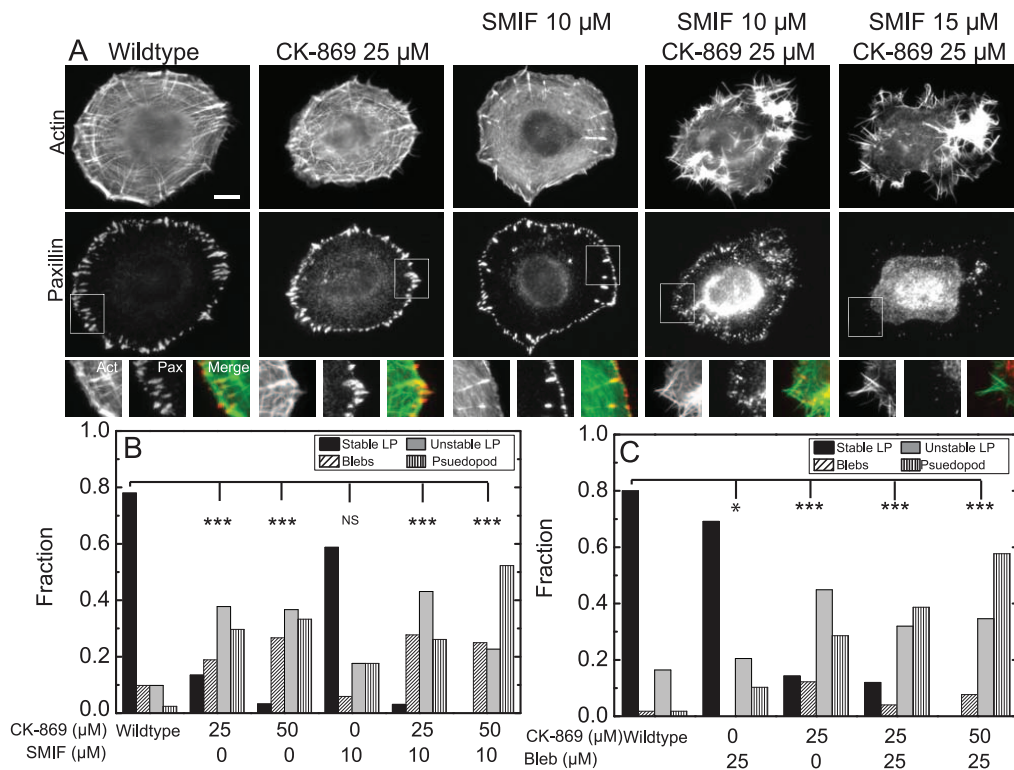 SMIF 10 µM SMIF 10 µM SMIF 15 µM
A Wildtype CK-869 25 µM CK-869 25 µM CK-869 25 µM
Actin
Paxillin
Act Pax Merge
B
1.0
0.8
0.6
0.4
0.2
0.0
Fraction
Stable LP Unstable LP
Blebs Psuedopod
*** *** NS *** ***
CK-869 (µM) Wildtype 25 50 0 25 50
SMIF (µM) 0 0 10 10 10
C
1.0
0.8
0.6
0.4
0.2
0.0
Fraction
Stable LP Unstable LP
Blebs Psuedopod
* *** *** ***
CK-869 (µM) Wildtype 0 25 25 50
Bleb (µM) 25 0 25 25